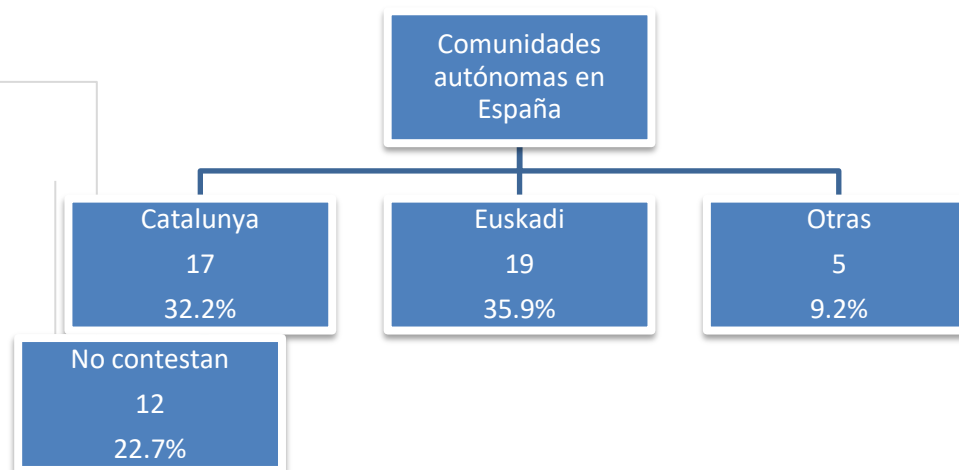 Comunidades
autónomas en
España
Catalunya
17
32.2%
Euskadi
19
35.9%
Otras
5
9.2%
No contestan
12
22.7%